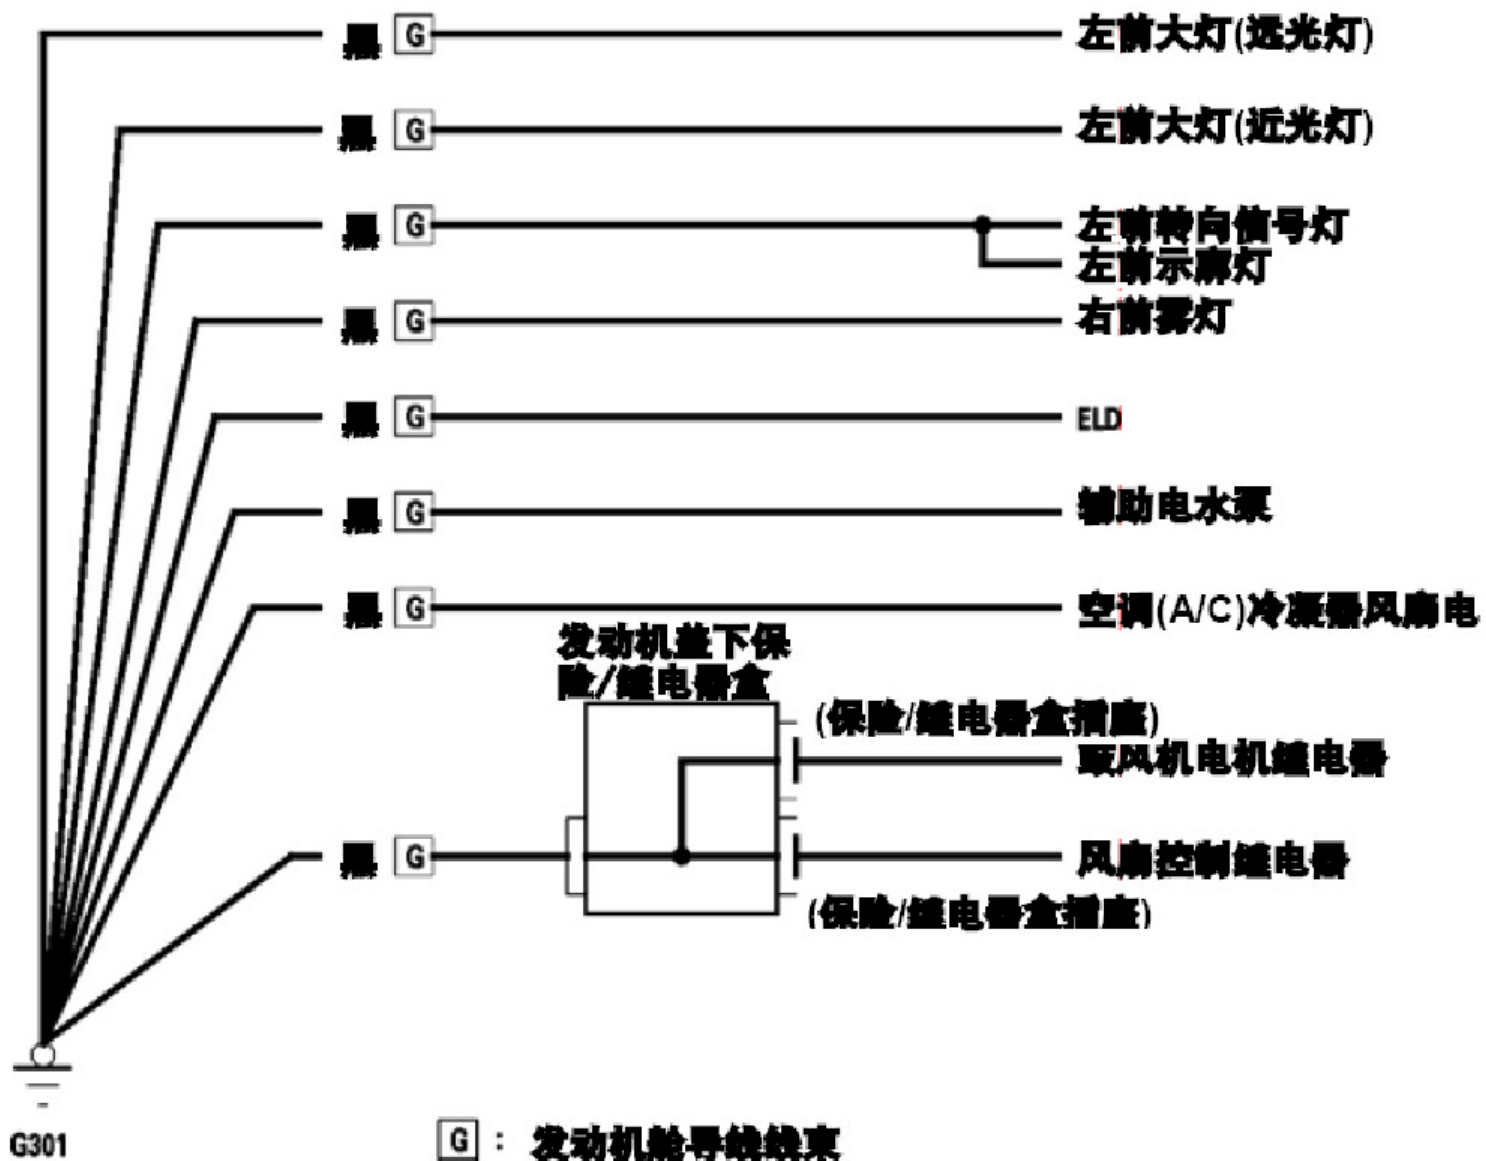 黑 G 左前大灯(远光灯)
黑 G 左前大灯(近光灯)
黑 G 左前转向信号灯
左前示廓灯
黑 G 右前雾灯
黑 G ELD
黑 G 辅助电水泵
黑 G 空调(A/C)冷凝器风扇电
发动机盖下保
险/继电器盒
(保险/继电器盒插座)
鼓风机电机继电器
黑 G 风扇控制继电器
(保险/继电器盒插座)
G301
G : 发动机舱导线线束